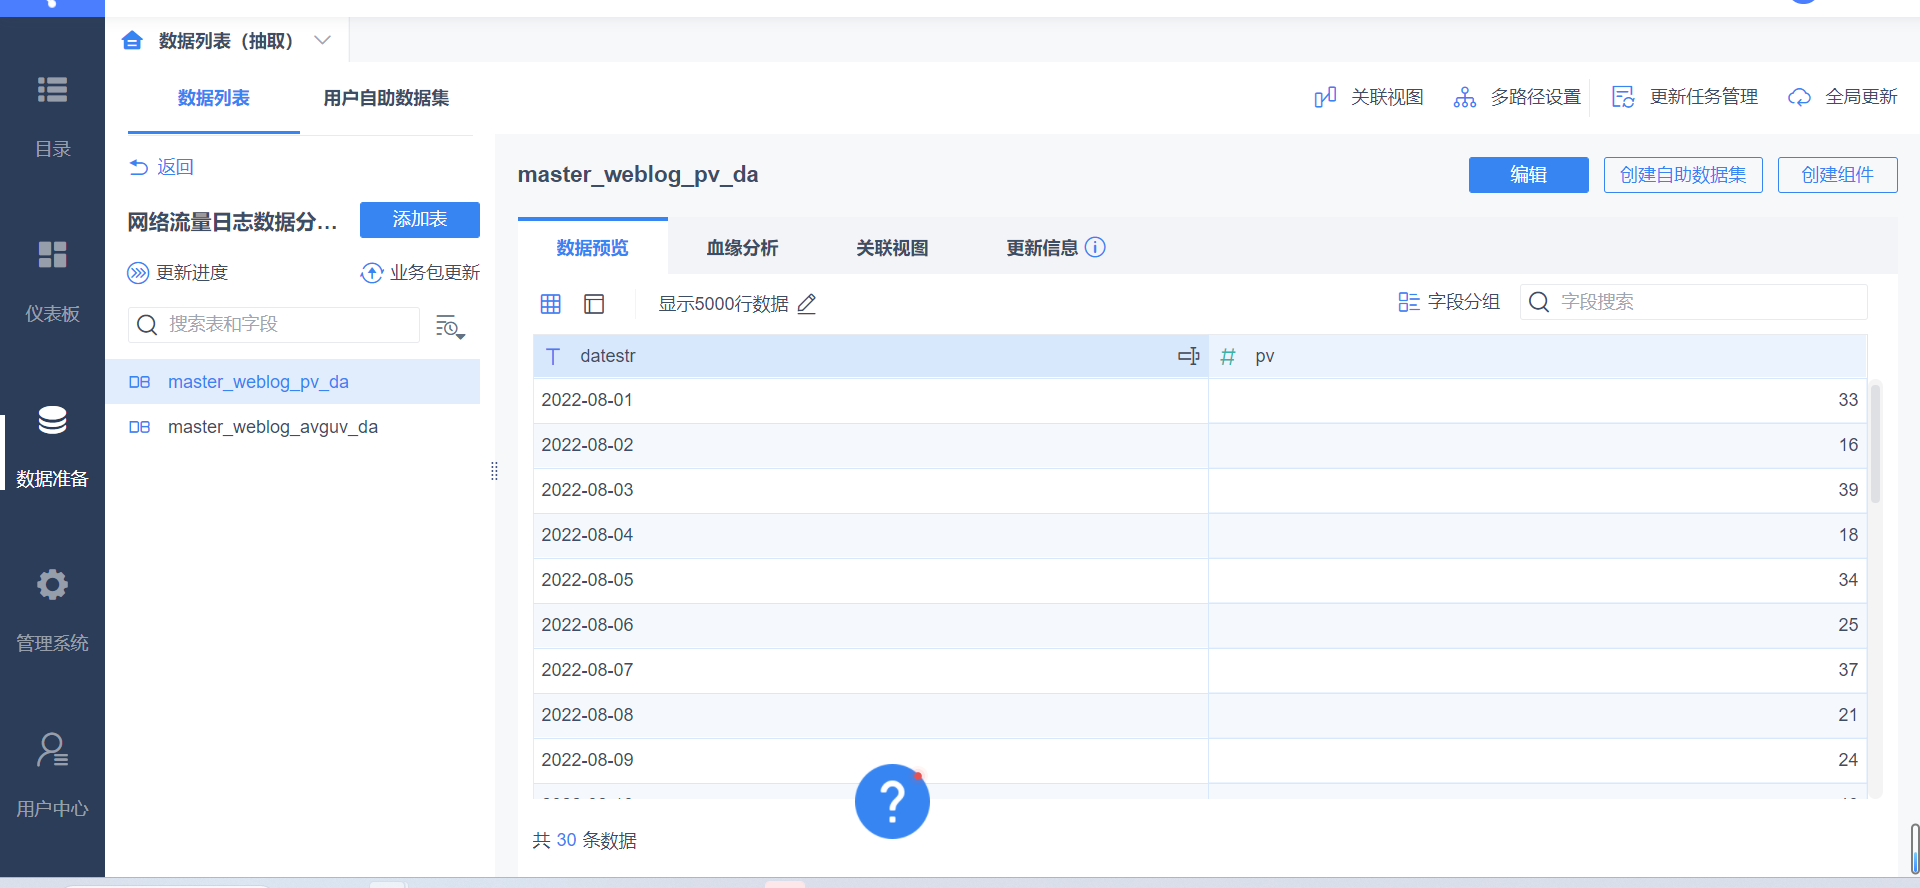 数据列表（抽取）
数据列表
用户自助数据集
关联视图
多路径设置
更新任务管理
全局更新
目录
仪表板
数据准备
管理系统
用户中心
返回
网络流量日志数据分...
添加表
更新进度
业务包更新
搜索表和字段
DB master_weblog_pv_da
DB master_weblog_avguv_da
master_weblog_pv_da
编辑
创建自助数据集
创建组件
数据预览
血缘分析
关联视图
更新信息
显示5000行数据
字段分组
字段搜索
T datestr # pv
2022-08-01 33
2022-08-02 16
2022-08-03 39
2022-08-04 18
2022-08-05 34
2022-08-06 25
2022-08-07 37
2022-08-08 21
2022-08-09 24
共 30 条数据